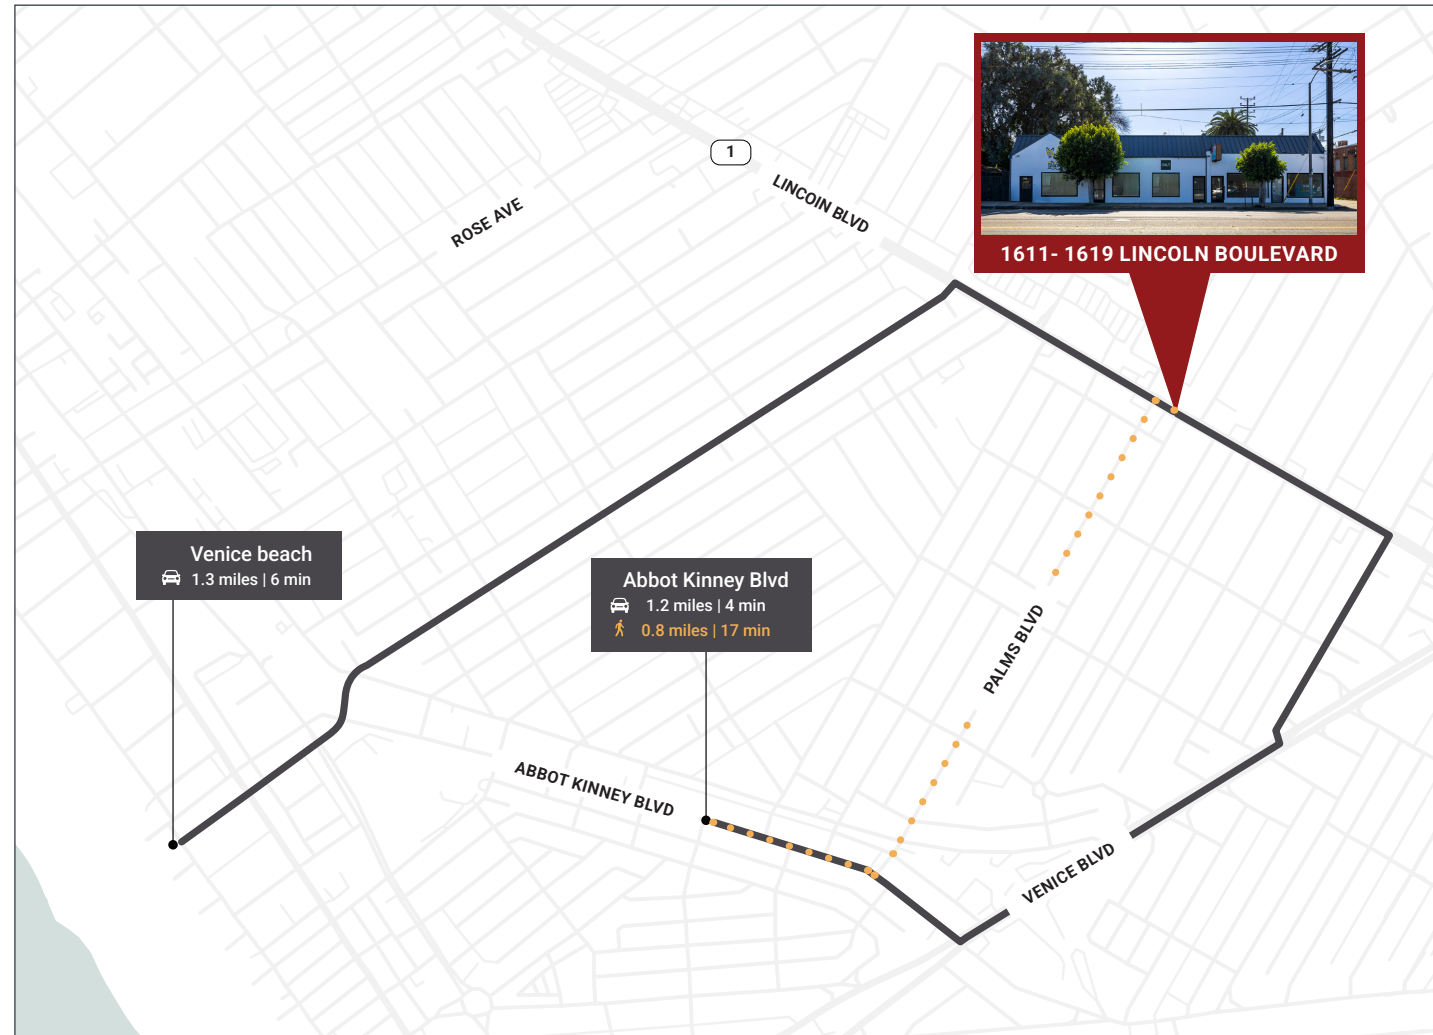 1
LINCOIN BLVD
ROSE AVE
1611- 1619 LINCOLN BOULEVARD
Venice beach
1.3 miles | 6 min
Abbot Kinney Blvd
1.2 miles | 4 min
0.8 miles | 17 min
PALMS BLVD
ABBOT KINNEY BLVD
VENICE BLVD